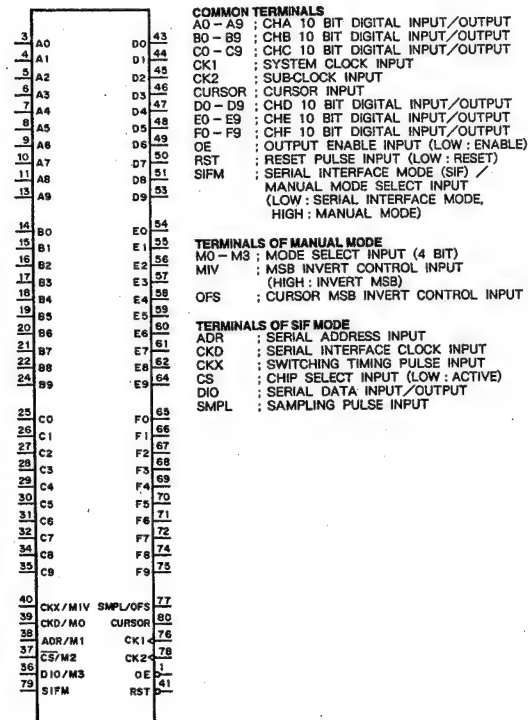 3 A0 D0 43
4 A1 D1 44
5 A2 D2 45
6 A3 D3 46
7 A4 D4 47
8 A5 D5 48
9 A6 D6 49
10 A7 D7 50
11 A8 D8 51
13 A9 D9 53
14 B0 E0 54
15 B1 E1 55
16 B2 E2 56
17 B3 E3 57
18 B4 E4 58
19 B5 E5 59
20 B6 E6 60
21 B7 E7 61
22 B8 E8 62
24 B9 E9 64
25 C0 F0 65
26 C1 F1 66
27 C2 F2 67
28 C3 F3 68
29 C4 F4 69
30 C5 F5 70
31 C6 F6 71
32 C7 F7 72
34 C8 F8 74
35 C9 F9 75
40 CKX/MIV SMPL/OFS 77
39 CKD/M0 CURSOR 80
38 ADR/M1 CK1 76
37 CS/M2 CK2 78
36 DIO/M3 OE 1
79 SIFM RST 41
COMMON TERMINALS
A0 - A9 ; CHA 10 BIT DIGITAL INPUT/OUTPUT
B0 - B9 ; CHB 10 BIT DIGITAL INPUT/OUTPUT
C0 - C9 ; CHC 10 BIT DIGITAL INPUT/OUTPUT
CK1 ; SYSTEM CLOCK INPUT
CK2 ; SUB-CLOCK INPUT
CURSOR ; CURSOR INPUT
D0 - D9 ; CHD 10 BIT DIGITAL INPUT/OUTPUT
E0 - E9 ; CHE 10 BIT DIGITAL INPUT/OUTPUT
F0 - F9 ; CHF 10 BIT DIGITAL INPUT/OUTPUT
OE ; OUTPUT ENABLE INPUT (LOW : ENABLE)
RST ; RESET PULSE INPUT (LOW : RESET)
SIFM ; SERIAL INTERFACE MODE (SIF) /
MANUAL MODE SELECT INPUT
(LOW : SERIAL INTERFACE MODE,
HIGH : MANUAL MODE)
TERMINALS OF MANUAL MODE
M0 - M3 ; MODE SELECT INPUT (4 BIT)
MIV ; MSB INVERT CONTROL INPUT
(HIGH : INVERT MSB)
OFS ; CURSOR MSB INVERT CONTROL INPUT
TERMINALS OF SIF MODE
ADR ; SERIAL ADDRESS INPUT
CKD ; SERIAL INTERFACE CLOCK INPUT
CKX ; SWITCHING TIMING PULSE INPUT
CS ; CHIP SELECT INPUT (LOW : ACTIVE)
DIO ; SERIAL DATA INPUT/OUTPUT
SMPL ; SAMPLING PULSE INPUT